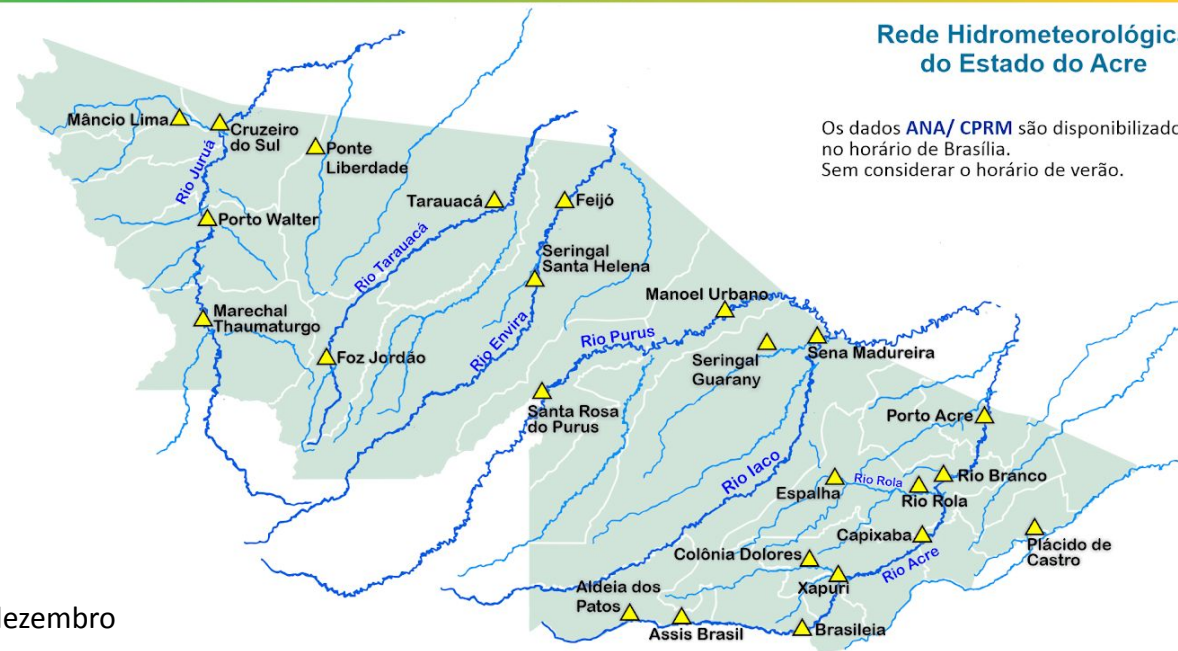 Rede Hidrometeorológica
do Estado do Acre
Os dados ANA/ CPRM são disponibilizado
no horário de Brasília.
Sem considerar o horário de verão.
Mâncio Lima
Cruzeiro
do Sul
Ponte
Liberdade
Rio Juruá
Porto Walter
Tarauacá
Feijó
Rio Tarauacá
Seringal
Santa Helena
Marechal
Thaumaturgo
Foz Jordão
Rio Envira
Manoel Urbano
Rio Purus
Seringal
Guarany
Sena Madureira
Santa Rosa
do Purus
Porto Acre
Rio Iaco
Espalha
Rio Rola
Rio Rola
Rio Branco
Capixaba
Plácido de
Castro
Colônia Dolores
Rio Acre
Xapuri
Aldeia dos
Patos
Assis Brasil
Brasileia
dezembro